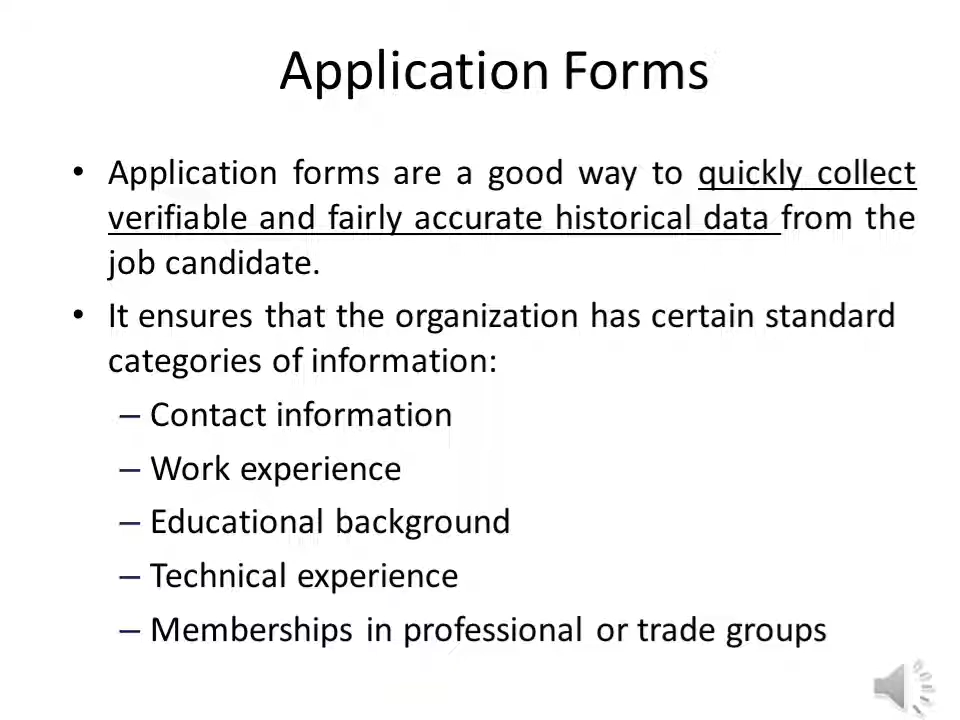 Application Forms
• Application forms are a good way to quickly collect
verifiable and fairly accurate historical data from the
job candidate.
• It ensures that the organization has certain standard
categories of information:
– Contact information
– Work experience
– Educational background
– Technical experience
– Memberships in professional or trade groups